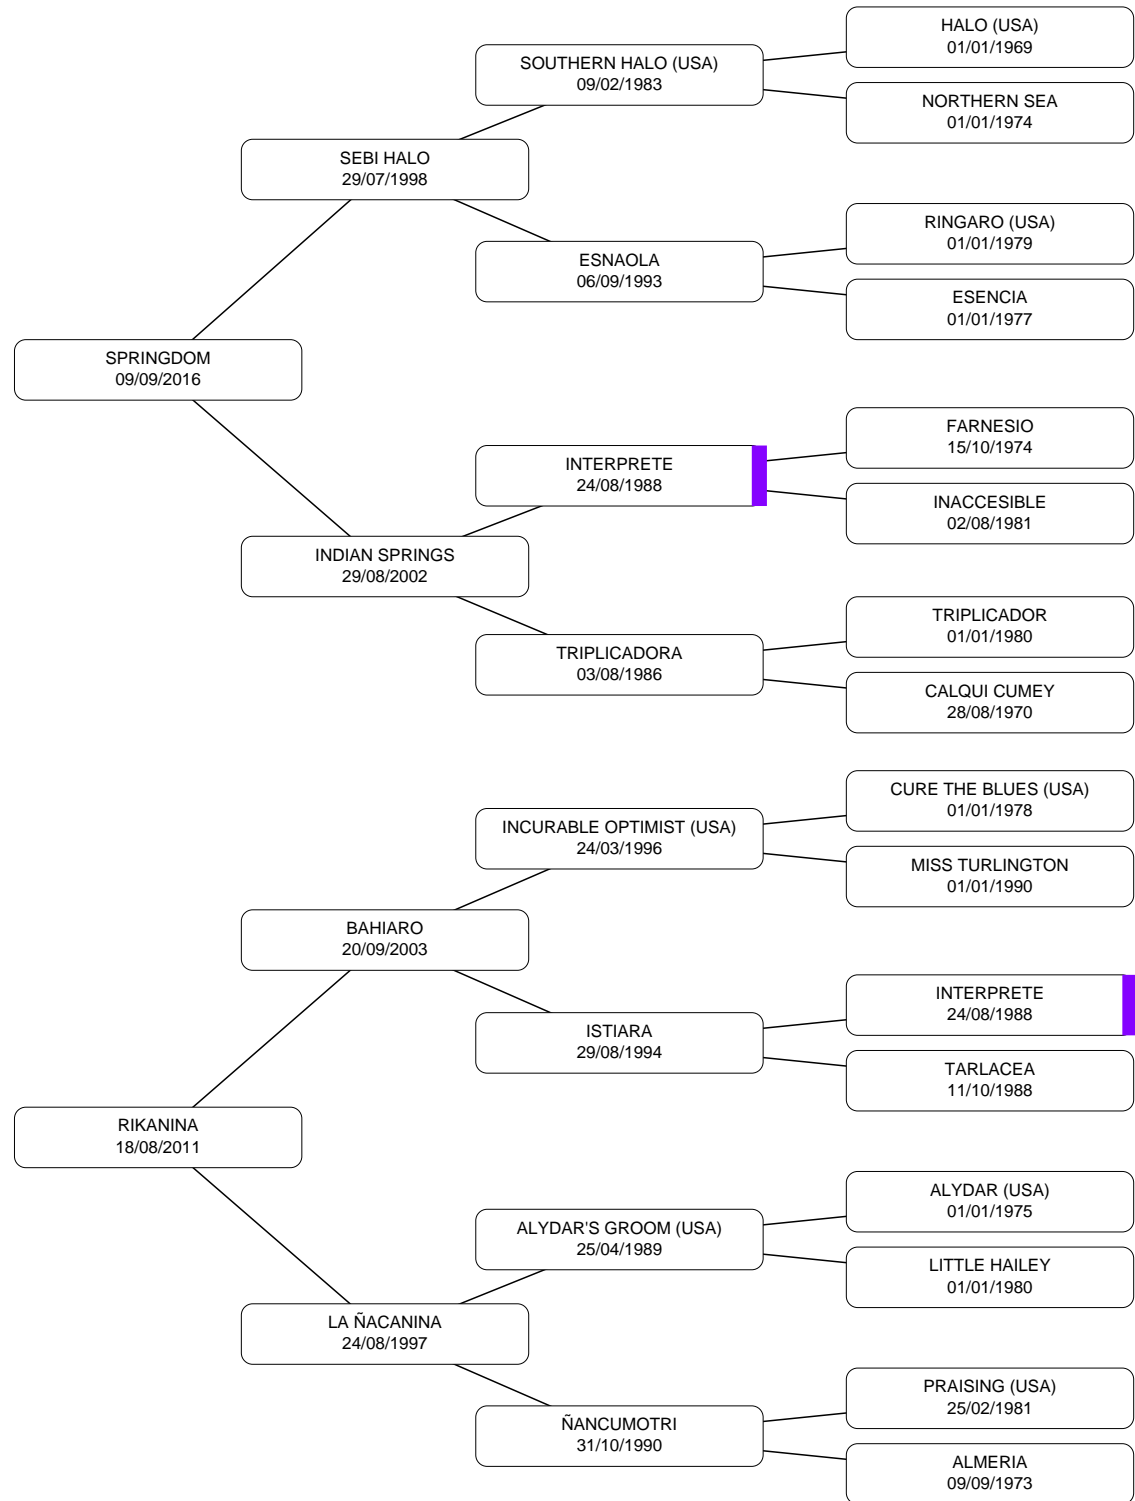 HALO (USA)
01/01/1969
SOUTHERN HALO (USA)
09/02/1983
NORTHERN SEA
01/01/1974
SEBI HALO
29/07/1998
RINGARO (USA)
01/01/1979
ESNAOLA
06/09/1993
ESENCIA
01/01/1977
SPRINGDOM
09/09/2016
FARNESIO
15/10/1974
INTERPRETE
24/08/1988
INACCESIBLE
02/08/1981
INDIAN SPRINGS
29/08/2002
TRIPLICADOR
01/01/1980
TRIPLICADORA
03/08/1986
CALQUI CUMEY
28/08/1970
CURE THE BLUES (USA)
01/01/1978
INCURABLE OPTIMIST (USA)
24/03/1996
MISS TURLINGTON
01/01/1990
BAHIARO
20/09/2003
INTERPRETE
24/08/1988
ISTIARA
29/08/1994
TARLACEA
11/10/1988
RIKANINA
18/08/2011
ALYDAR (USA)
01/01/1975
ALYDAR'S GROOM (USA)
25/04/1989
LITTLE HAILEY
01/01/1980
LA ÑACANINA
24/08/1997
PRAISING (USA)
25/02/1981
ÑANCUMOTRI
31/10/1990
ALMERIA
09/09/1973